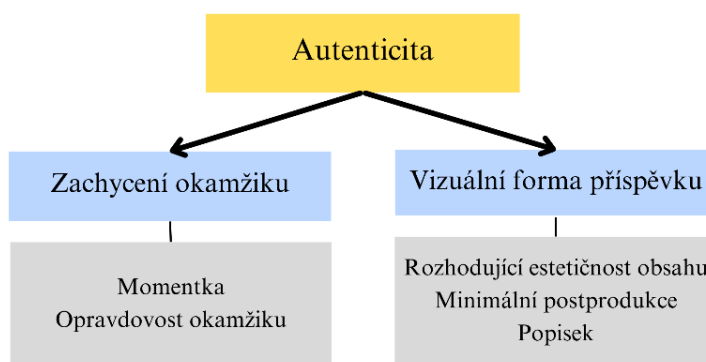 Autenticita
Zachycení okamžiku
Vizuální forma příspěvku
Momentka
Opravdovost okamžiku
Rozhodující estetičnost obsahu
Minimální postprodukce
Popisek